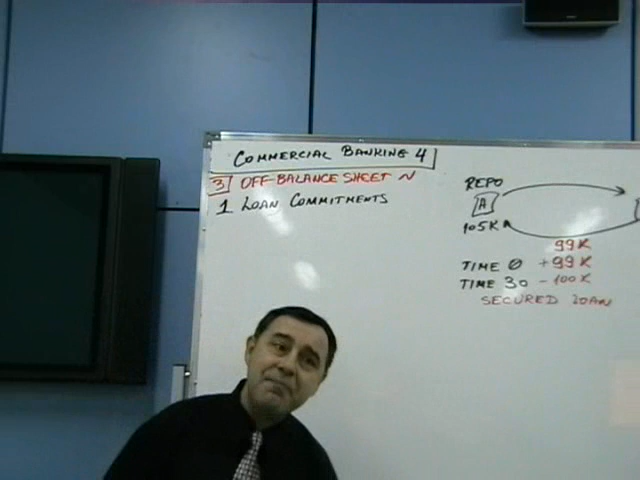 COMMERCIAL BANKING 4
3 OFF-BALANCE SHEET ~
1 LOAN COMMITMENTS
REPO
A
105K
99K
TIME 0 +99K
TIME 30 -100K
SECURED LOAN